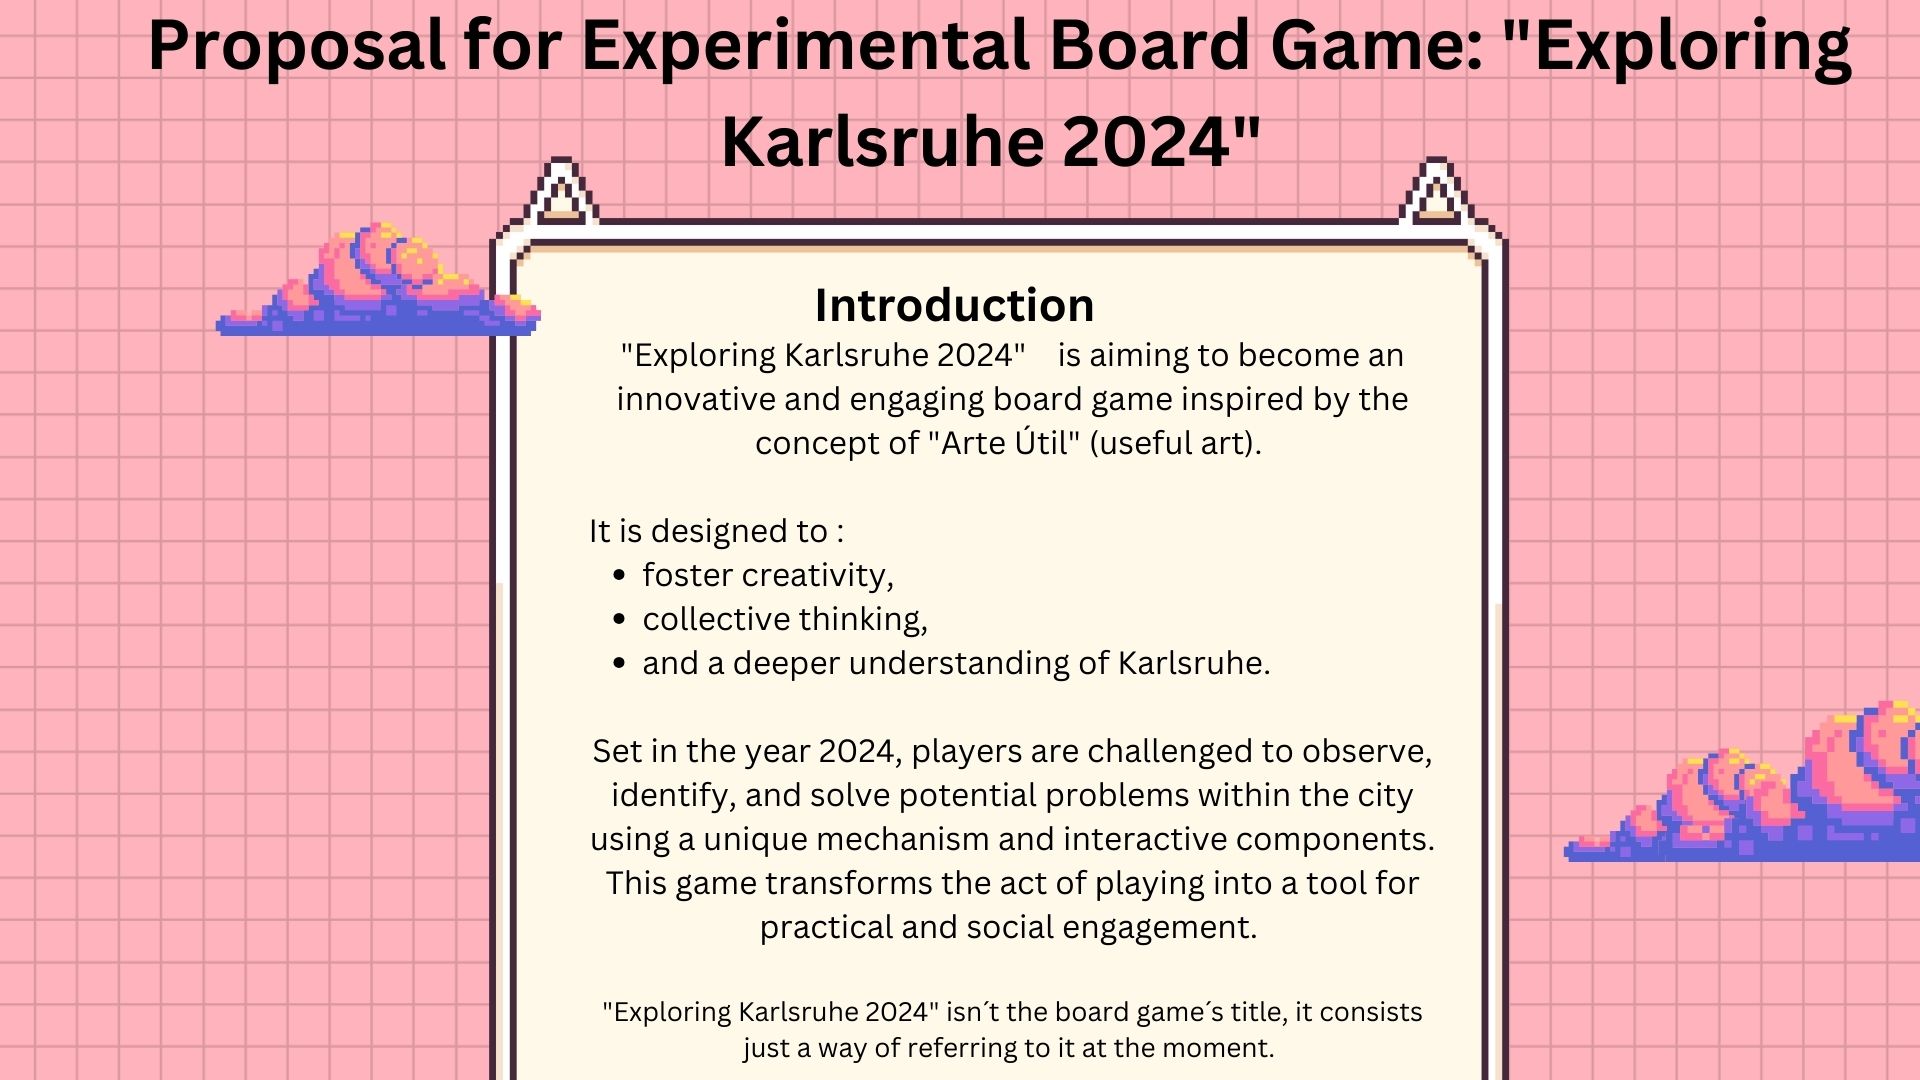 Proposal for Experimental Board Game: "Exploring
Karlsruhe 2024"
Introduction
"Exploring Karlsruhe 2024" is aiming to become an
innovative and engaging board game inspired by the
concept of "Arte Útil" (useful art).
It is designed to :
• foster creativity,
• collective thinking,
• and a deeper understanding of Karlsruhe.
Set in the year 2024, players are challenged to observe,
identify, and solve potential problems within the city
using a unique mechanism and interactive components.
This game transforms the act of playing into a tool for
practical and social engagement.
"Exploring Karlsruhe 2024" isn´t the board game´s title, it consists
just a way of referring to it at the moment.